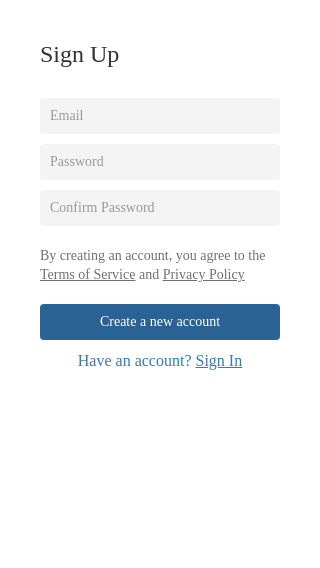 Sign Up
Email
Password
Confirm Password
By creating an account, you agree to the
Terms of Service and Privacy Policy
Create a new account
Have an account? Sign In